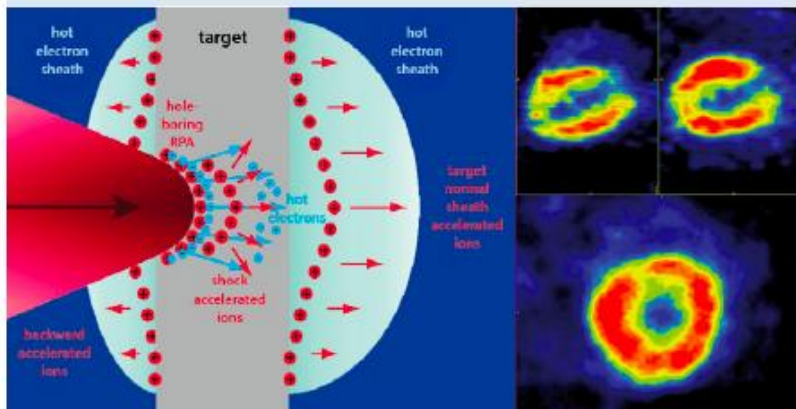 hot
electron
sheath
target
hot
electron
sheath
hole-
boring
RPA
hot
electrons
target
normal
sheath
accelerated
ions
shock
accelerated
ions
backward
accelerated
ions